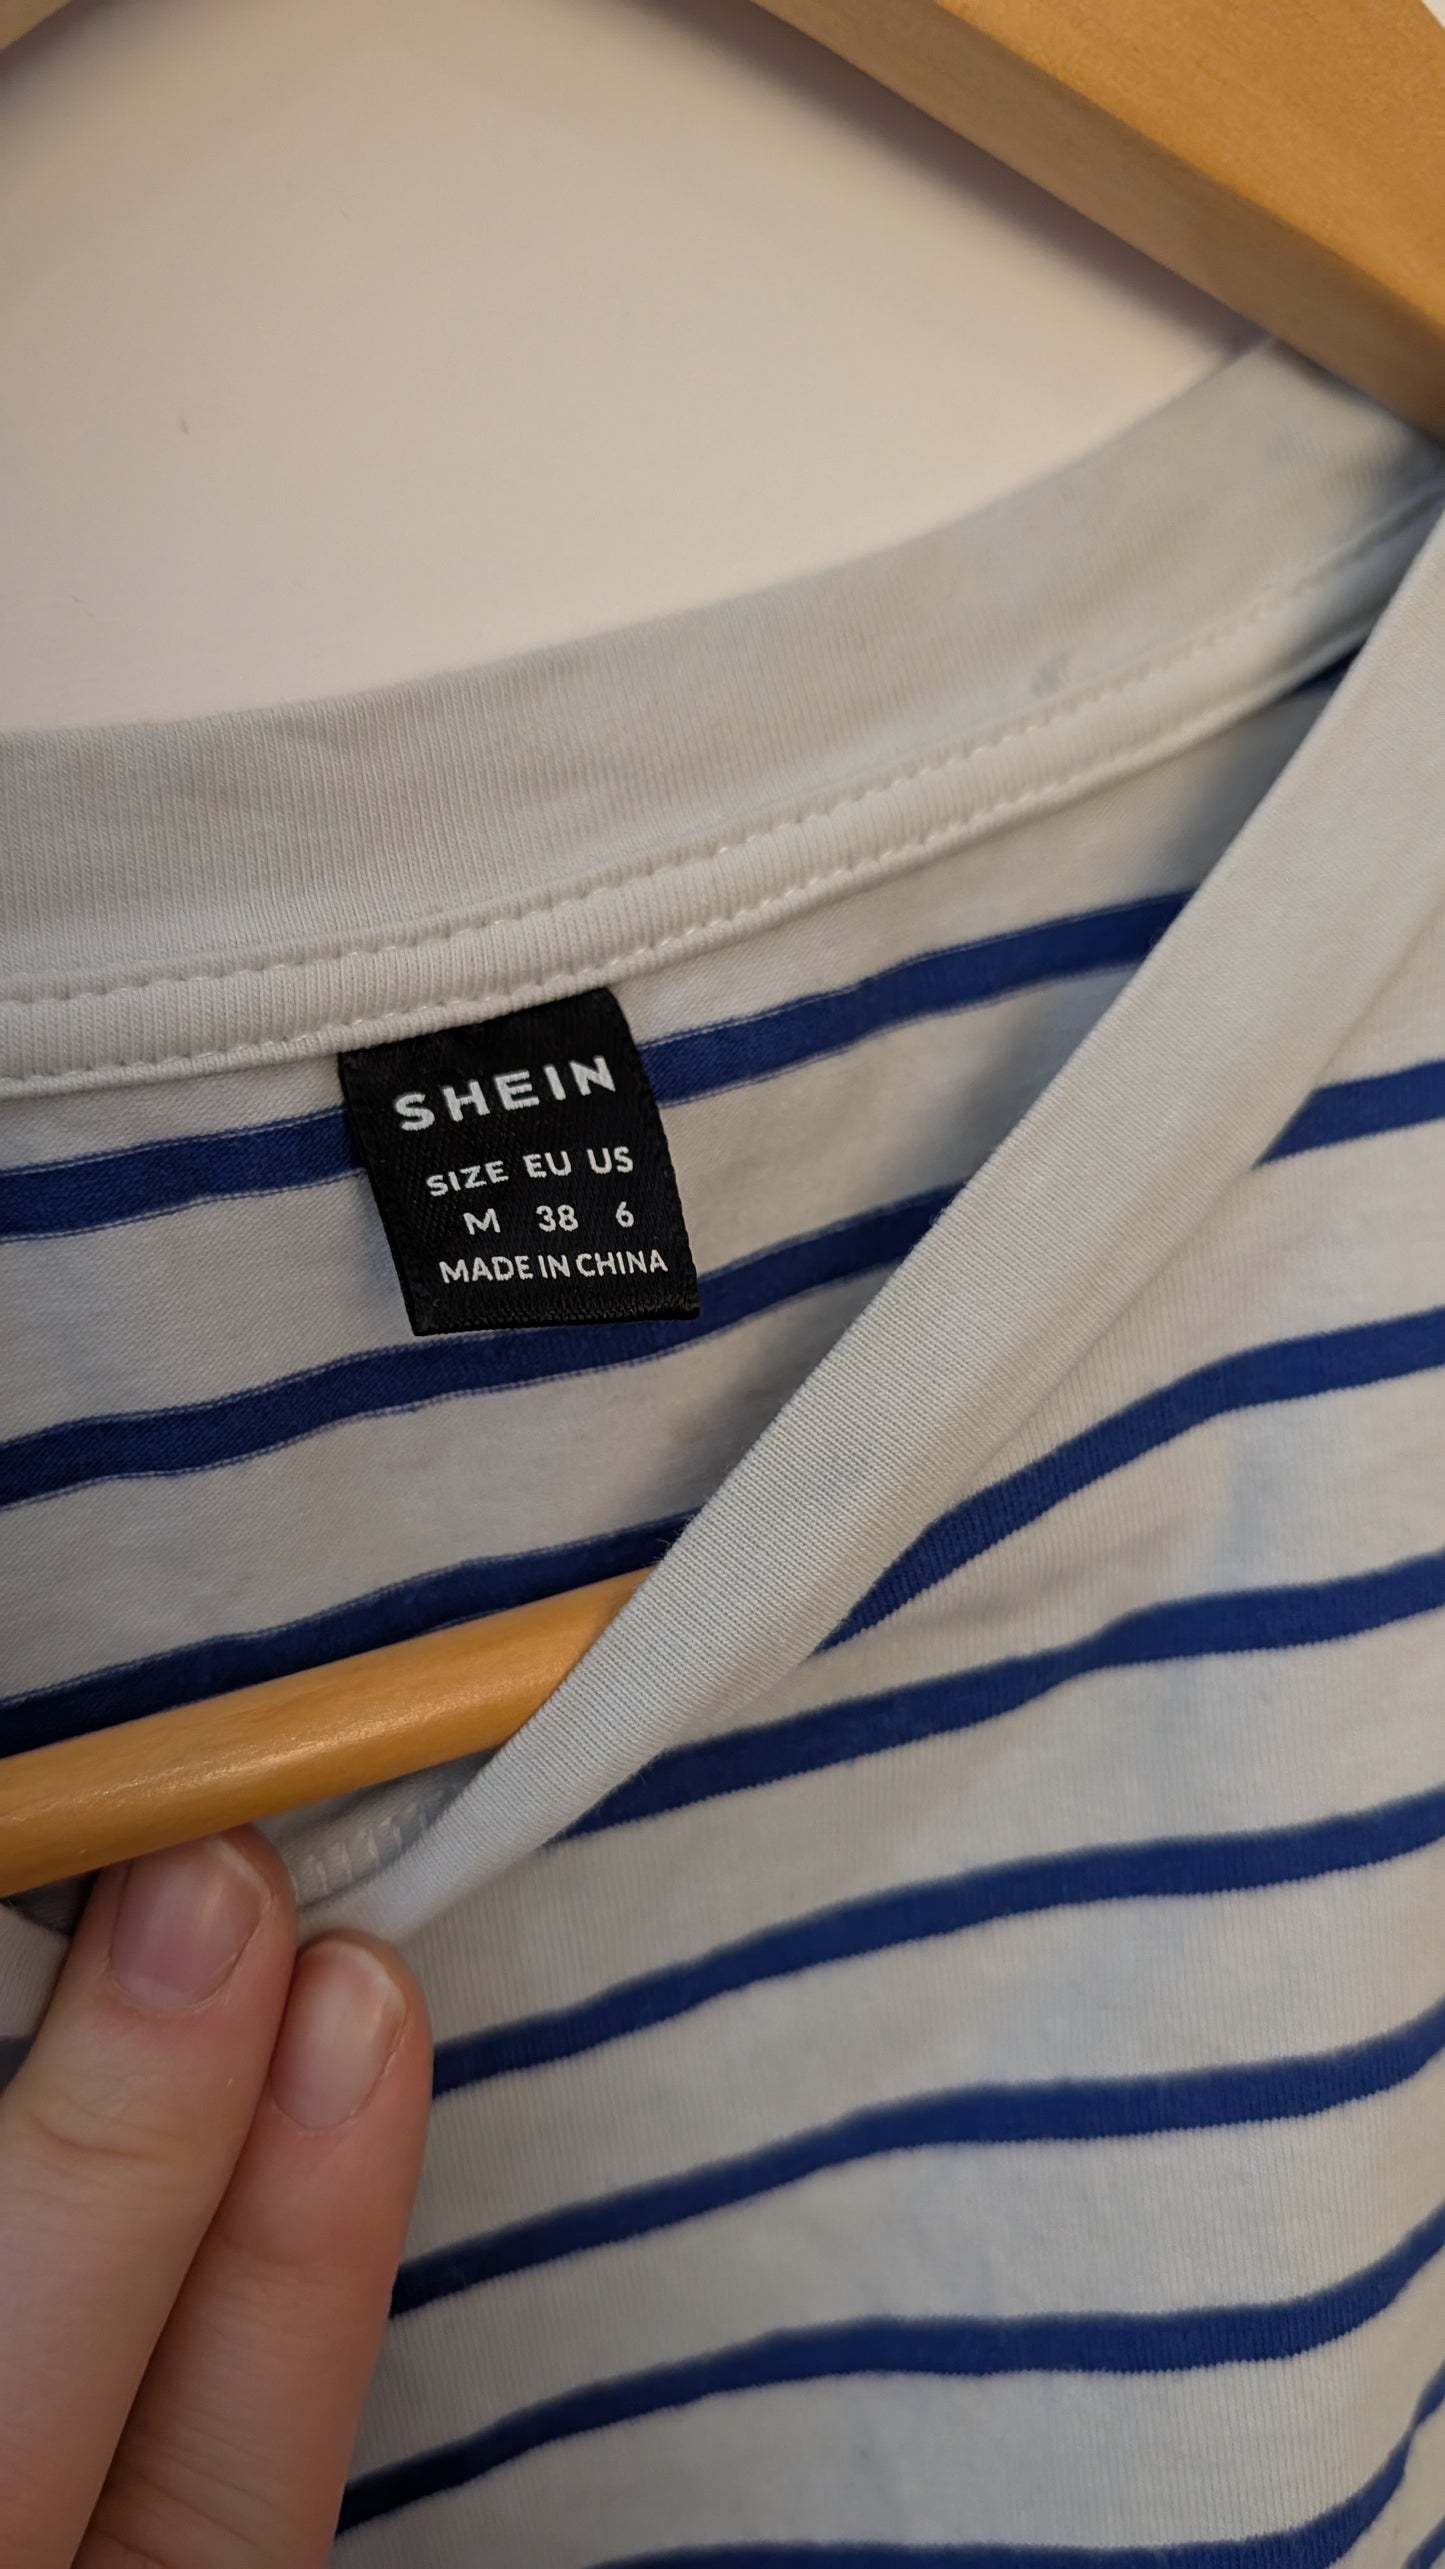 SHEIN
SIZE EU US
M 38 6
MADE IN CHINA